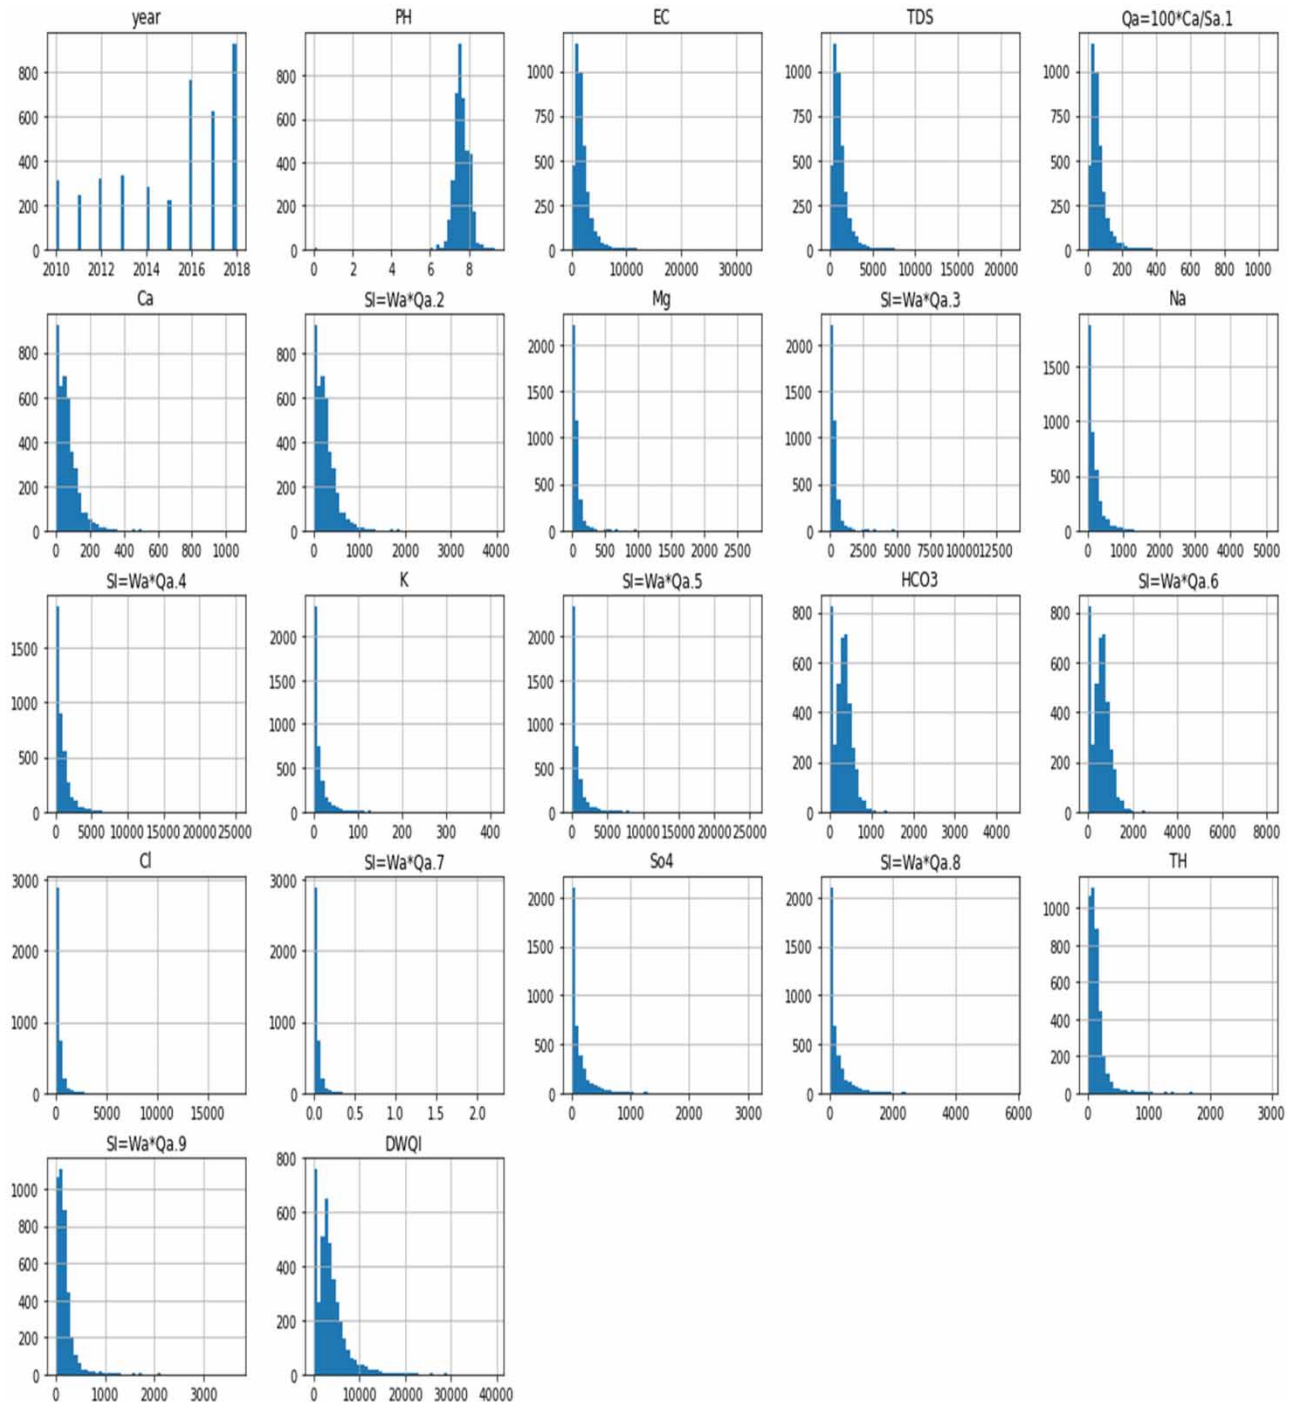 year PH EC TDS Qa=100*Ca/Sa.1
800 800 1000 1000 1000
600 600 750 750 750
400 400 500 500 500
200 200 250 250 250
0 0 0 0 0
2010 2012 2014 2016 2018 0 2 4 6 8 0 10000 20000 30000 0 5000 10000 15000 20000 0 200 400 600 800 1000
Ca SI=Wa*Qa.2 Mg SI=Wa*Qa.3 Na
800 800 2000 2000 1500
600 600 1500 1500 1000
400 400 1000 1000 500
200 200 500 500 0
0 0 0 0
0 200 400 600 800 1000 0 1000 2000 3000 4000 0 500 1000 1500 2000 2500 0 2500 5000 7500 10000 12500 0 1000 2000 3000 4000 5000
SI=Wa*Qa.4 K SI=Wa*Qa.5 HCO3 SI=Wa*Qa.6
1500 2000 2000 800 800
1000 1500 1500 600 600
500 1000 1000 400 400
0 500 500 200 200
0 0 0 0
0 5000 10000 15000 20000 25000 0 100 200 300 400 0 5000 10000 15000 20000 25000 0 1000 2000 3000 4000 0 2000 4000 6000 8000
Cl SI=Wa*Qa.7 So4 SI=Wa*Qa.8 TH
3000 3000 2000 2000 1000
2000 2000 1500 1500 800
1000 1000 1000 1000 600
0 0 500 500 400
0 0 200
0
0 5000 10000 15000 0.0 0.5 1.0 1.5 2.0 0 1000 2000 3000 0 2000 4000 6000 0 1000 2000 3000
SI=Wa*Qa.9 DWQI
1000 800
800 600
600 400
400 200
200 0
0
0 1000 2000 3000 0 10000 20000 30000 40000